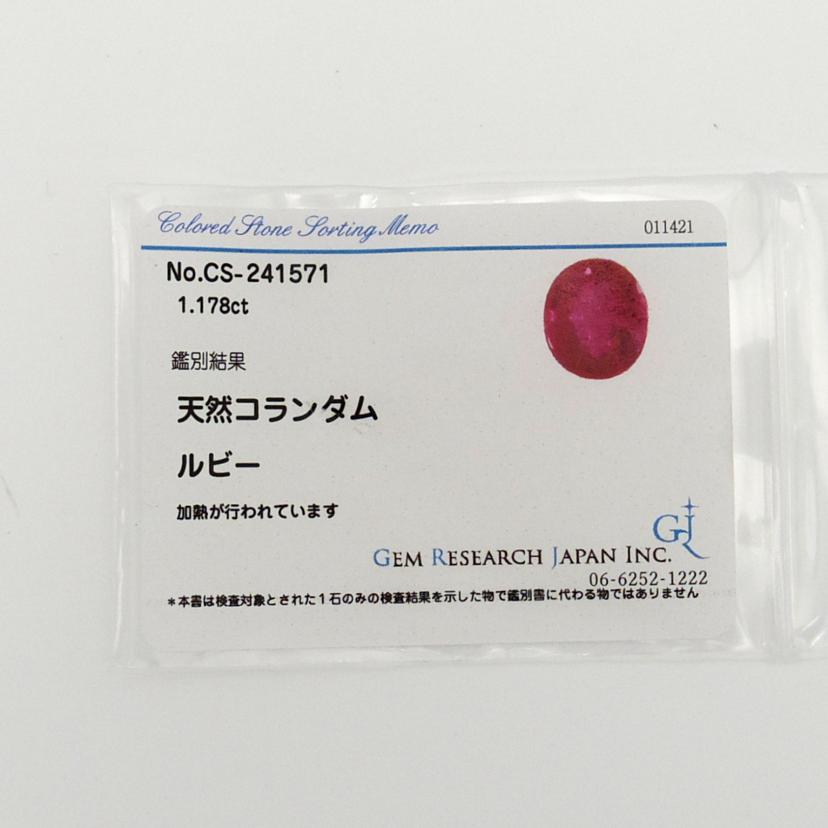 Colored Stone Sorting Memo
011421
No.CS-241571
1.178ct
鑑別結果
天然コランダム
ルビー
加熱が行われています
GJR
GEM RESEARCH JAPAN INC.
06-6252-1222
*本書は検査対象とされた1石のみの検査結果を示した物で鑑別書に代わる物ではありません